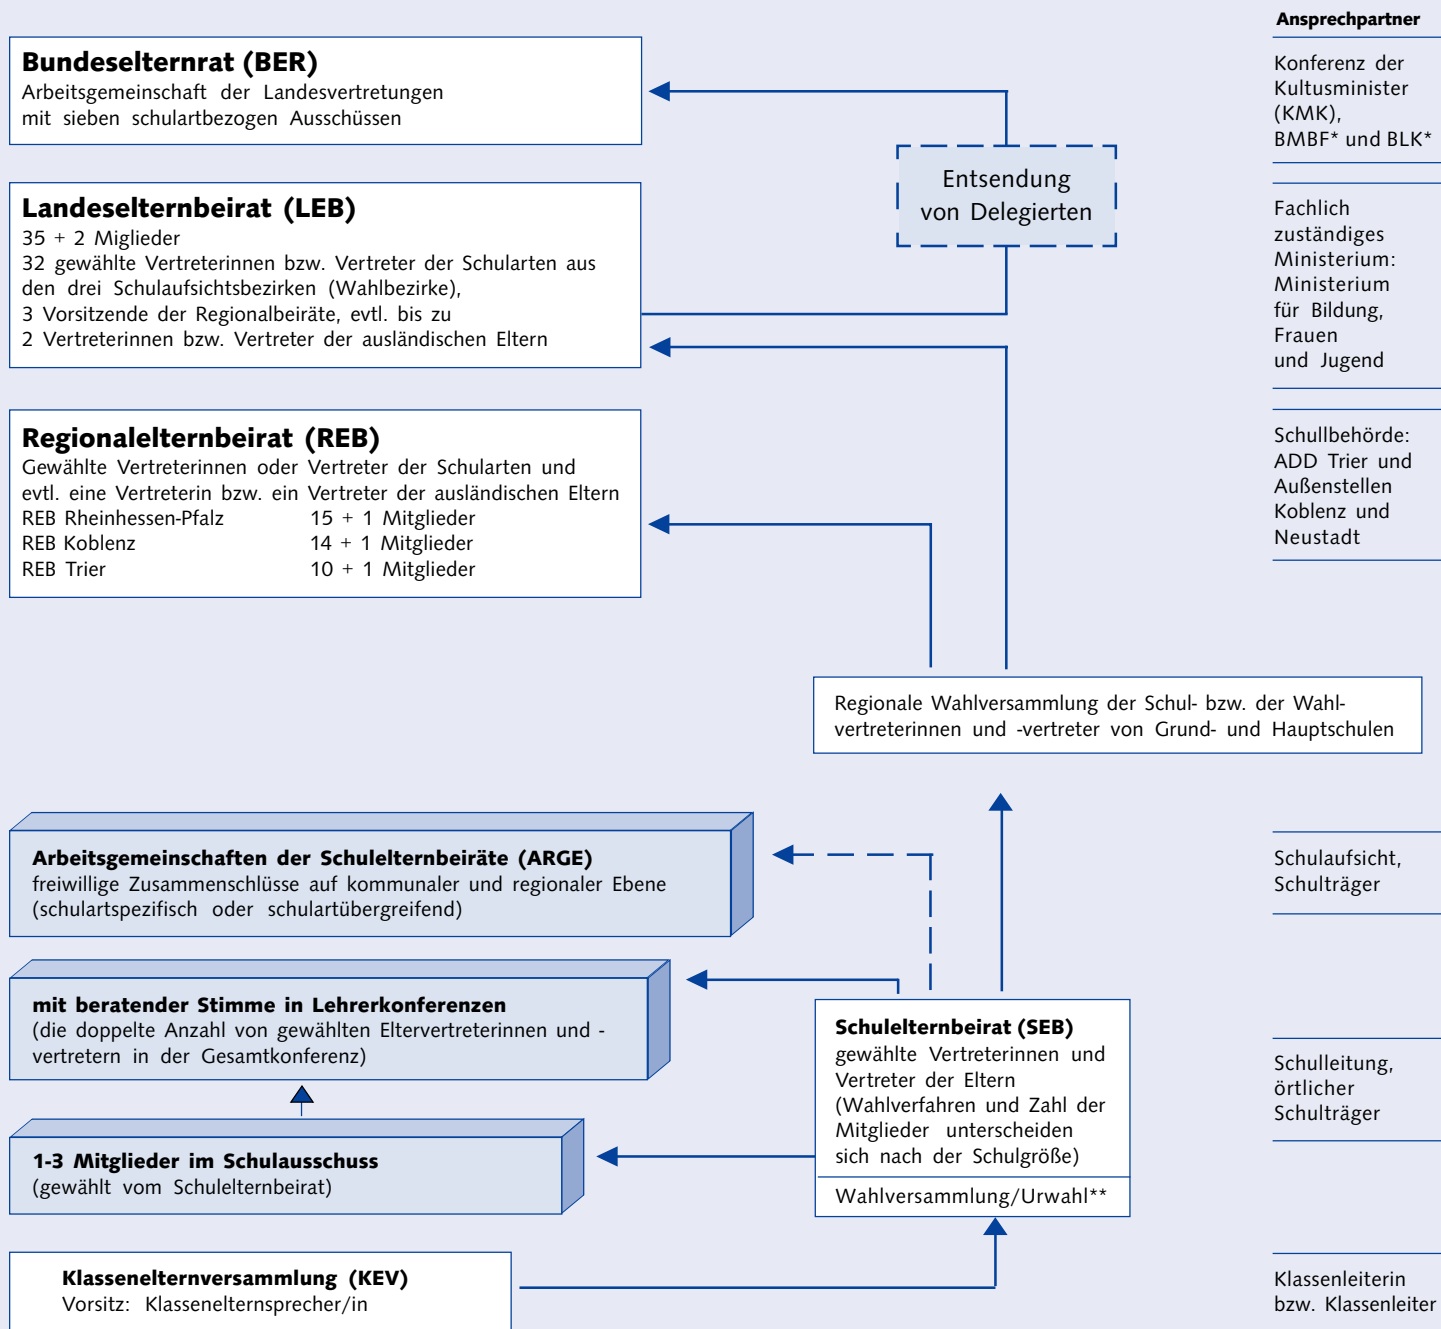 Ansprechpartner
Bundeselternrat (BER)
Arbeitsgemeinschaft der Landesvertretungen
mit sieben schulartbezogen Ausschüssen
Konferenz der
Kultusminister
(KMK),
BMBF* und BLK*
Entsendung
von Delegierten
Landeselternbeirat (LEB)
35 + 2 Miglieder
32 gewählte Vertreterinnen bzw. Vertreter der Schularten aus
den drei Schulaufsichtsbezirken (Wahlbezirke),
3 Vorsitzende der Regionalbeiräte, evtl. bis zu
2 Vertreterinnen bzw. Vertreter der ausländischen Eltern
Fachlich
zuständiges
Ministerium:
Ministerium
für Bildung,
Frauen
und Jugend
Regionalelternbeirat (REB)
Gewählte Vertreterinnen oder Vertreter der Schularten und
evtl. eine Vertreterin bzw. ein Vertreter der ausländischen Eltern
REB Rheinhessen-Pfalz 15 + 1 Mitglieder
REB Koblenz 14 + 1 Mitglieder
REB Trier 10 + 1 Mitglieder
Schullbehörde:
ADD Trier und
Außenstellen
Koblenz und
Neustadt
Regionale Wahlversammlung der Schul- bzw. der Wahl-
vertreterinnen und -vertreter von Grund- und Hauptschulen
Arbeitsgemeinschaften der Schulelternbeiräte (ARGE)
freiwillige Zusammenschlüsse auf kommunaler und regionaler Ebene
(schulartspezifisch oder schulartübergreifend)
Schulaufsicht,
Schulträger
mit beratender Stimme in Lehrerkonferenzen
(die doppelte Anzahl von gewählten Eltervertreterinnen und -
vertretern in der Gesamtkonferenz)
Schulelternbeirat (SEB)
gewählte Vertreterinnen und
Vertreter der Eltern
(Wahlverfahren und Zahl der
Mitglieder unterscheiden
sich nach der Schulgröße)
Wahlversammlung/Urwahl**
Schulleitung,
örtlicher
Schulträger
1-3 Mitglieder im Schulausschuss
(gewählt vom Schulelternbeirat)
Klassenelternversammlung (KEV)
Vorsitz: Klassenelternsprecher/in
Klassenleiterin
bzw. Klassenleiter